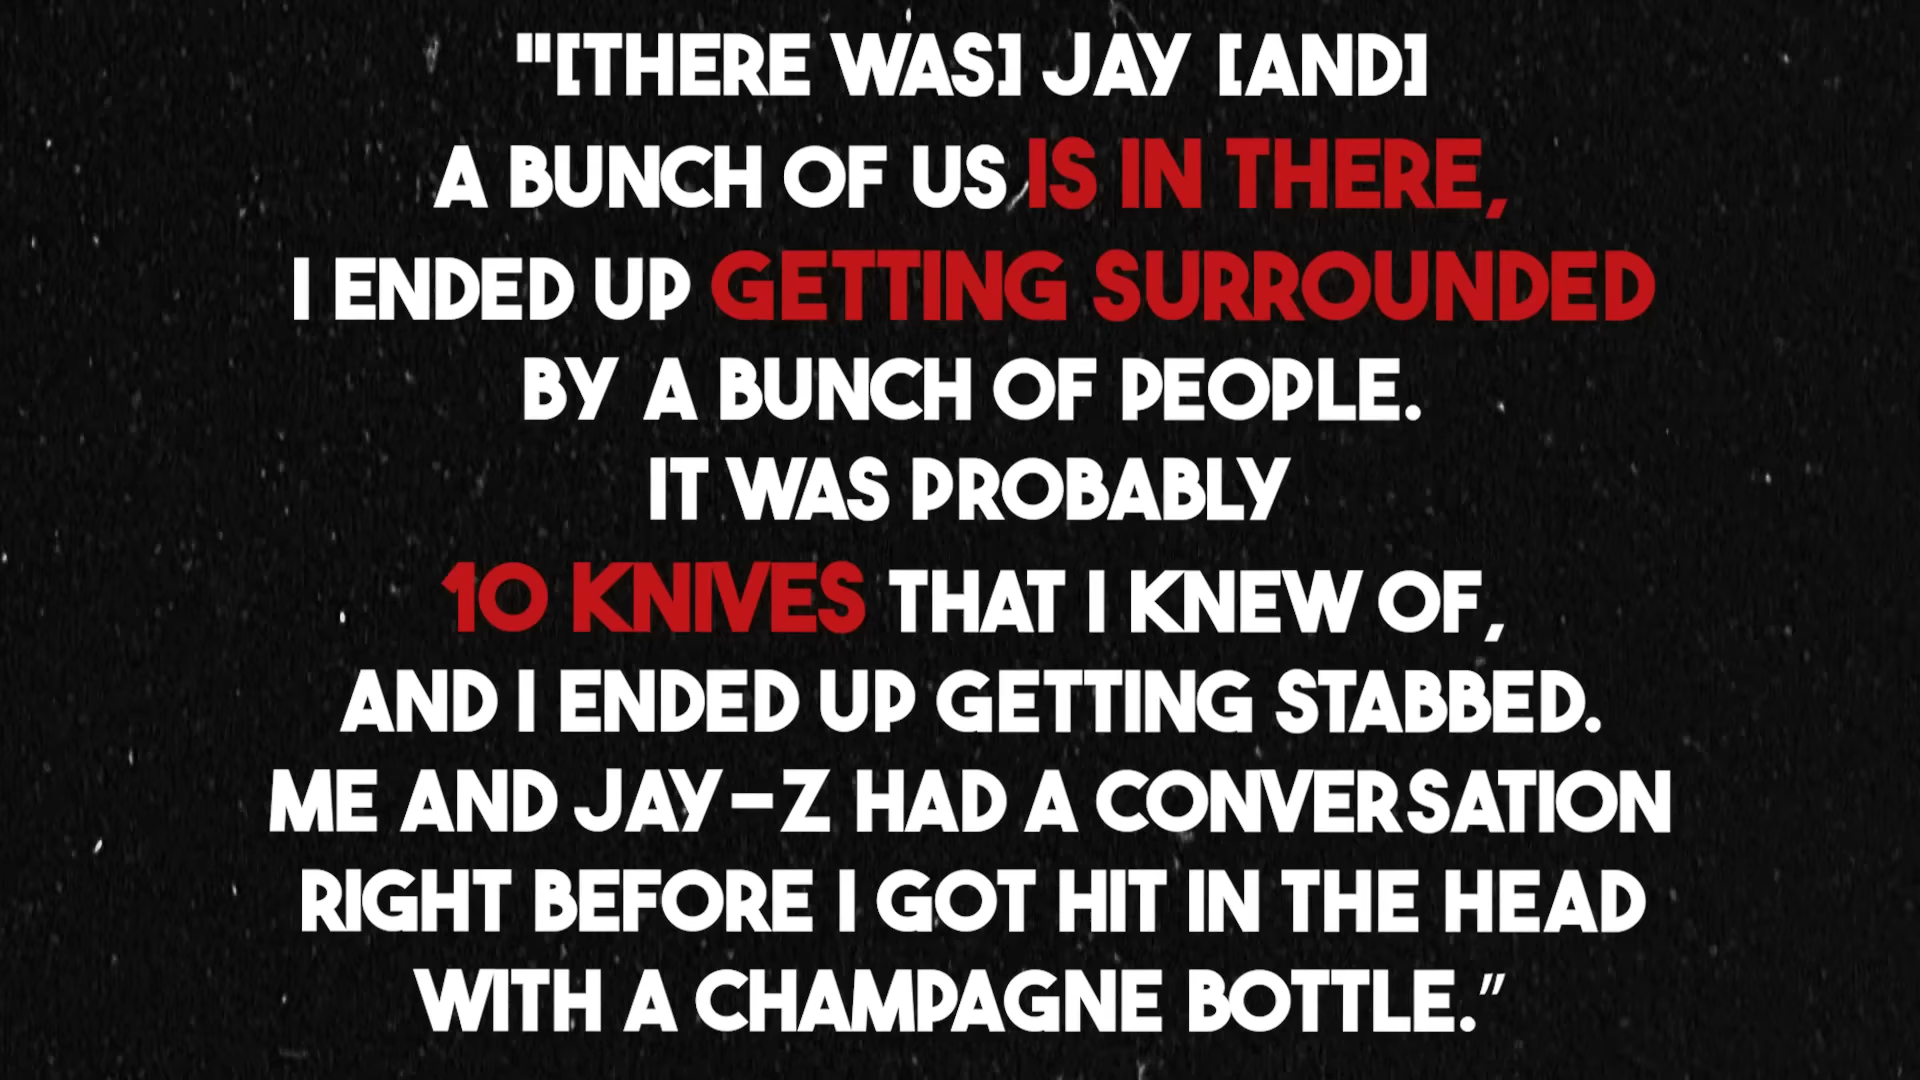 "[THERE WAS] JAY [AND]
A BUNCH OF US IS IN THERE,
I ENDED UP GETTING SURROUNDED
BY A BUNCH OF PEOPLE.
IT WAS PROBABLY
10 KNIVES THAT I KNEW OF,
AND I ENDED UP GETTING STABBED.
ME AND JAY-Z HAD A CONVERSATION
RIGHT BEFORE I GOT HIT IN THE HEAD
WITH A CHAMPAGNE BOTTLE."